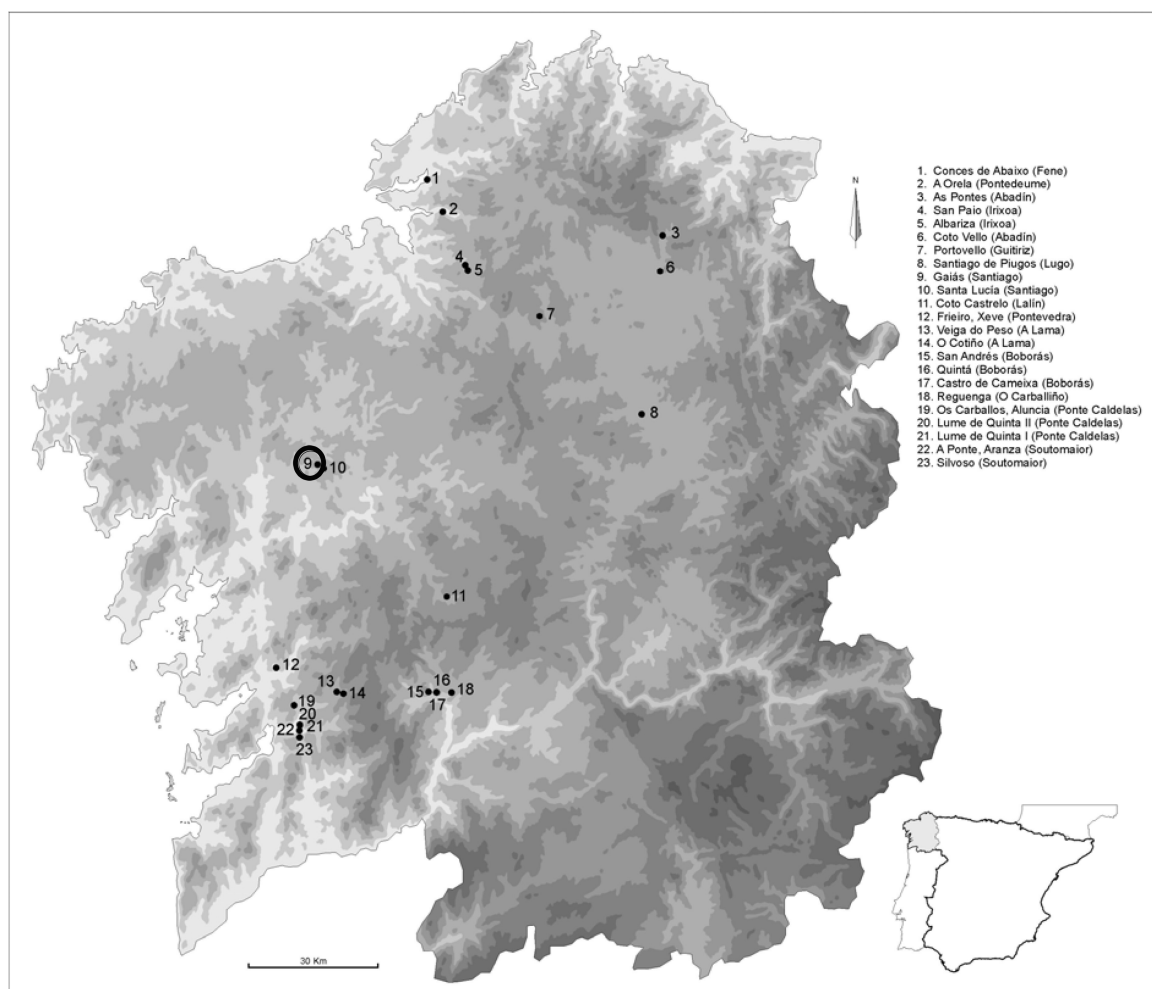 1
2
3
4
5
6
7
8
9
10
11
12
13
14
15
16
17
18
19
20
21
22
23
N
1. Conces de Abaixo (Fene)
2. A Orela (Pontedeume)
3. As Pontes (Abadín)
4. San Paio (Irixoa)
5. Albariza (Irixoa)
6. Coto Vello (Abadín)
7. Portovello (Guitiriz)
8. Santiago de Piugos (Lugo)
9. Gaiás (Santiago)
10. Santa Lucía (Santiago)
11. Coto Castrelo (Lalín)
12. Frieiro, Xeve (Pontevedra)
13. Veiga do Peso (A Lama)
14. O Cotiño (A Lama)
15. San Andrés (Boborás)
16. Quintá (Boborás)
17. Castro de Cameixa (Boborás)
18. Reguenga (O Carballiño)
19. Os Carballos, Aluncia (Ponte Caldelas)
20. Lume de Quinta II (Ponte Caldelas)
21. Lume de Quinta I (Ponte Caldelas)
22. A Ponte, Aranza (Soutomaior)
23. Silvoso (Soutomaior)
30 Km